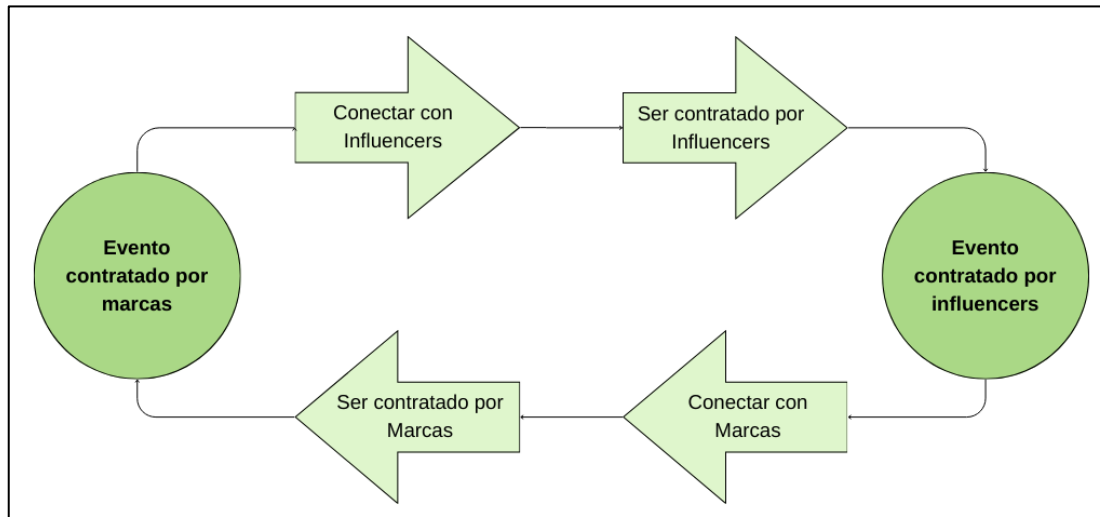 Conectar con
Influencers
Ser contratado por
Influencers
Evento
contratado por
marcas
Evento
contratado por
influencers
Ser contratado por
Marcas
Conectar con
Marcas